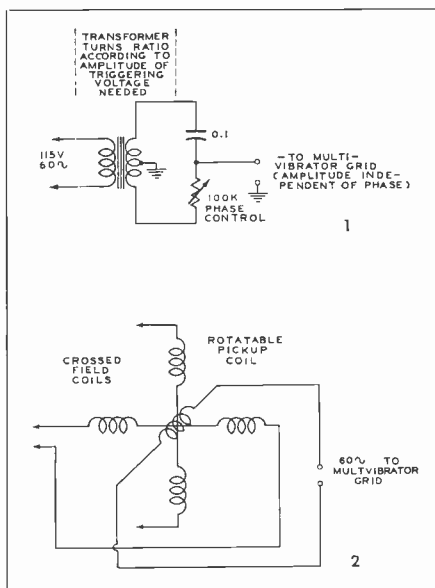 TRANSFORMER
TURNS RATIO
ACCORDING TO
AMPLITUDE OF
TRIGGERING
VOLTAGE
NEEDED
115V
60~
0.1
100K
PHASE
CONTROL
-TO MULTI-
VIBRATOR GRID
(AMPLITUDE INDE-
PENDENT OF PHASE)
1
CROSSED
FIELD
COILS
ROTATABLE
PICKUP
COIL
60~ TO
MULTVIBRATOR
GRID
2